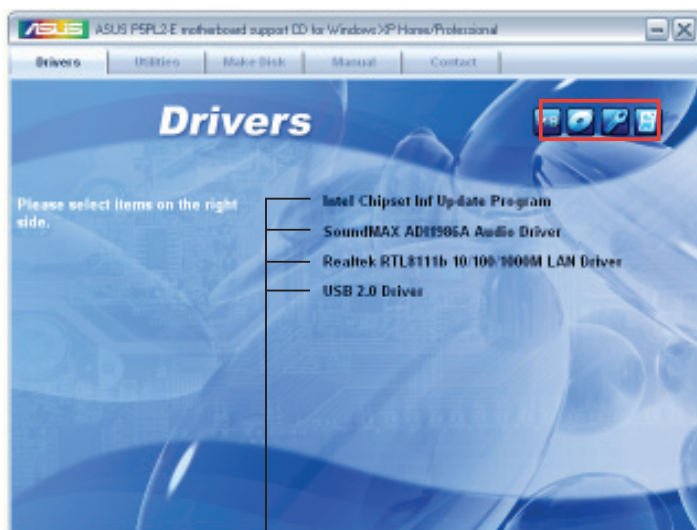 ASUS ASUS P5PL2-E motherboard support CD for Windows XP Home/Professional
Drivers Utilities Make Disk Manual Contact
Drivers
Please select items on the right
side.
Intel Chipset Inf Update Program
SoundMAX ADI1986A Audio Driver
Realtek RTL8111b 10/100/1000M LAN Driver
USB 2.0 Driver